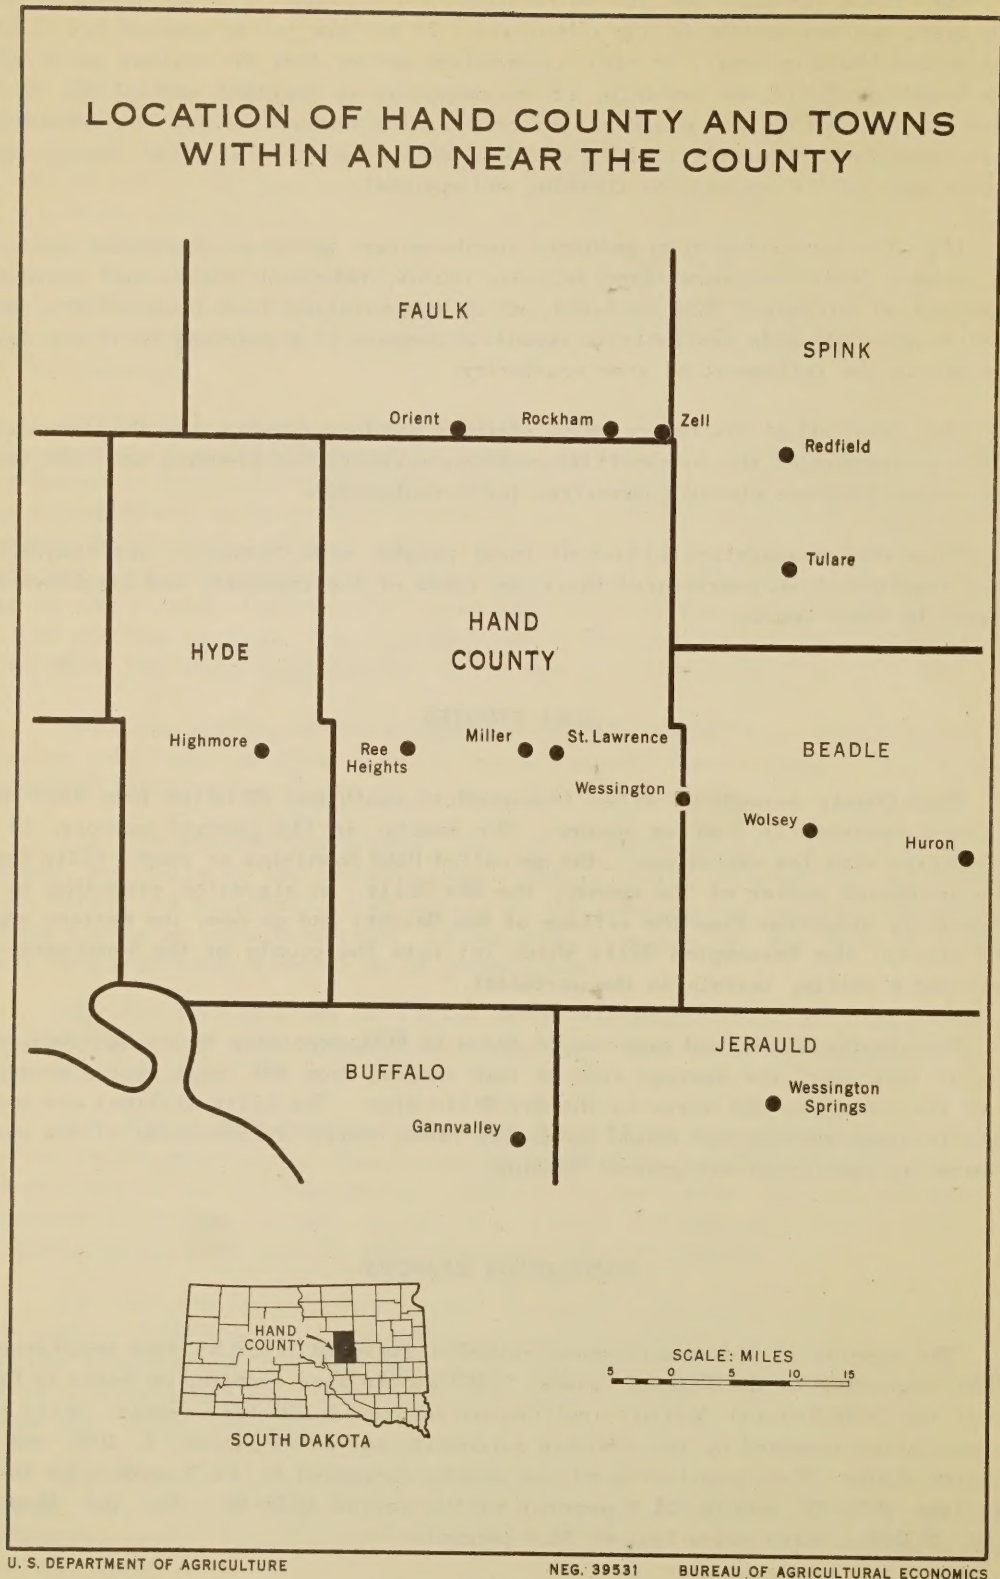 LOCATION OF HAND COUNTY AND TOWNS
WITHIN AND NEAR THE COUNTY
FAULK
SPINK
Orient
Rockham
Zell
Redfield
Tulare
HAND
COUNTY
HYDE
Highmore
Ree
Heights
Miller
St. Lawrence
BEADLE
Wessington
Wolsey
Huron
JERAULD
BUFFALO
Wessington
Springs
Gannvalley
HAND
COUNTY
SOUTH DAKOTA
SCALE: MILES
5 0 5 10 15
U. S. DEPARTMENT OF AGRICULTURE
NEG. 39531 BUREAU OF AGRICULTURAL ECONOMICS